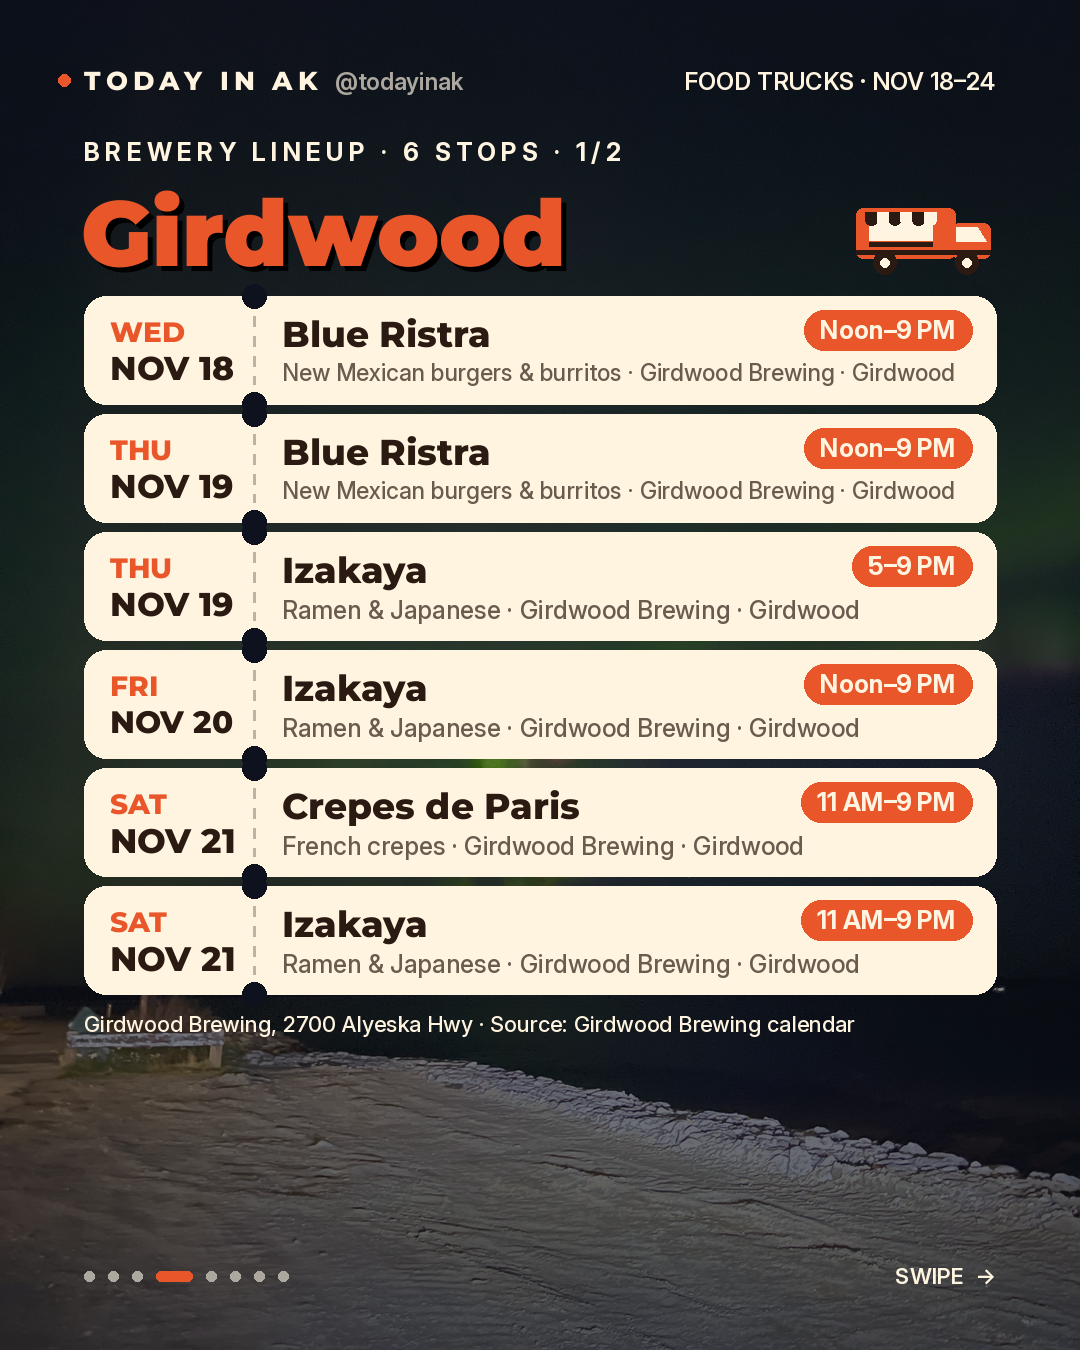 TODAY IN AK @todayinak
FOOD TRUCKS · NOV 18–24
BREWERY LINEUP · 6 STOPS · 1/2
Girdwood
WED
NOV 18
Blue Ristra
Noon–9 PM
New Mexican burgers & burritos · Girdwood Brewing · Girdwood
THU
NOV 19
Blue Ristra
Noon–9 PM
New Mexican burgers & burritos · Girdwood Brewing · Girdwood
THU
NOV 19
Izakaya
5–9 PM
Ramen & Japanese · Girdwood Brewing · Girdwood
FRI
NOV 20
Izakaya
Noon–9 PM
Ramen & Japanese · Girdwood Brewing · Girdwood
SAT
NOV 21
Crepes de Paris
11 AM–9 PM
French crepes · Girdwood Brewing · Girdwood
SAT
NOV 21
Izakaya
11 AM–9 PM
Ramen & Japanese · Girdwood Brewing · Girdwood
Girdwood Brewing, 2700 Alyeska Hwy · Source: Girdwood Brewing calendar
SWIPE →